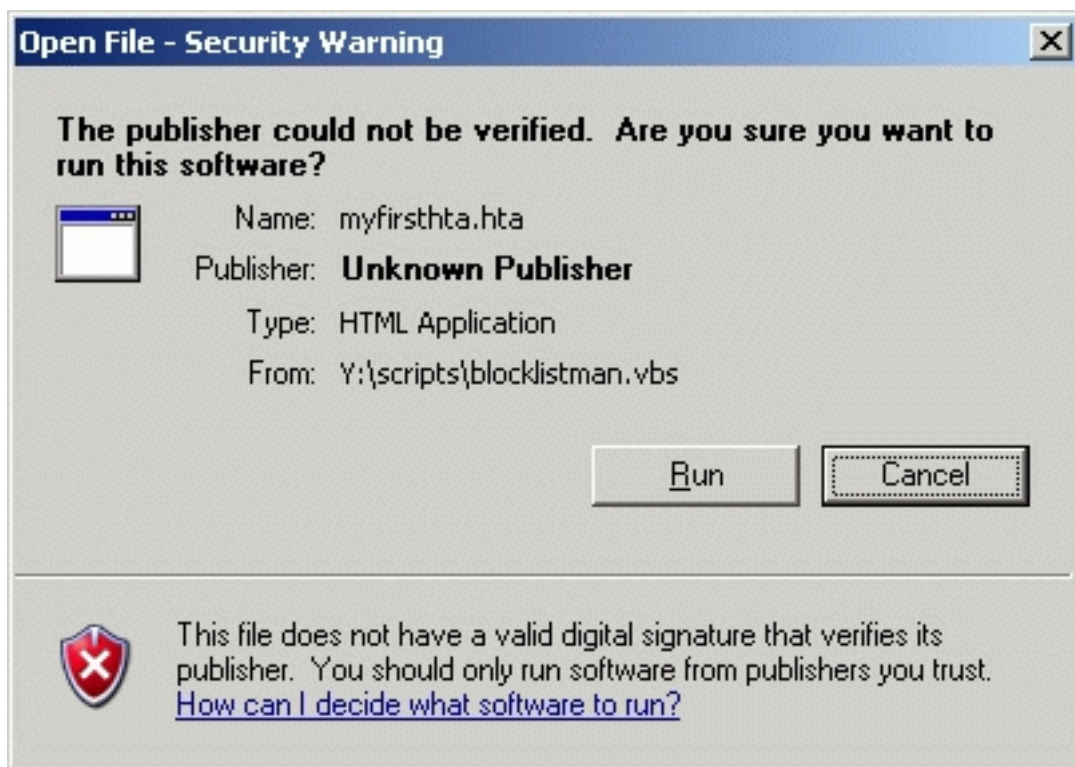 Open File - Security Warning
The publisher could not be verified.  Are you sure you want to
run this software?
Name: myfirsthta.hta
Publisher: Unknown Publisher
Type: HTML Application
From: Y:\scripts\blocklistman.vbs
Run Cancel
This file does not have a valid digital signature that verifies its
publisher.  You should only run software from publishers you trust.
How can I decide what software to run?